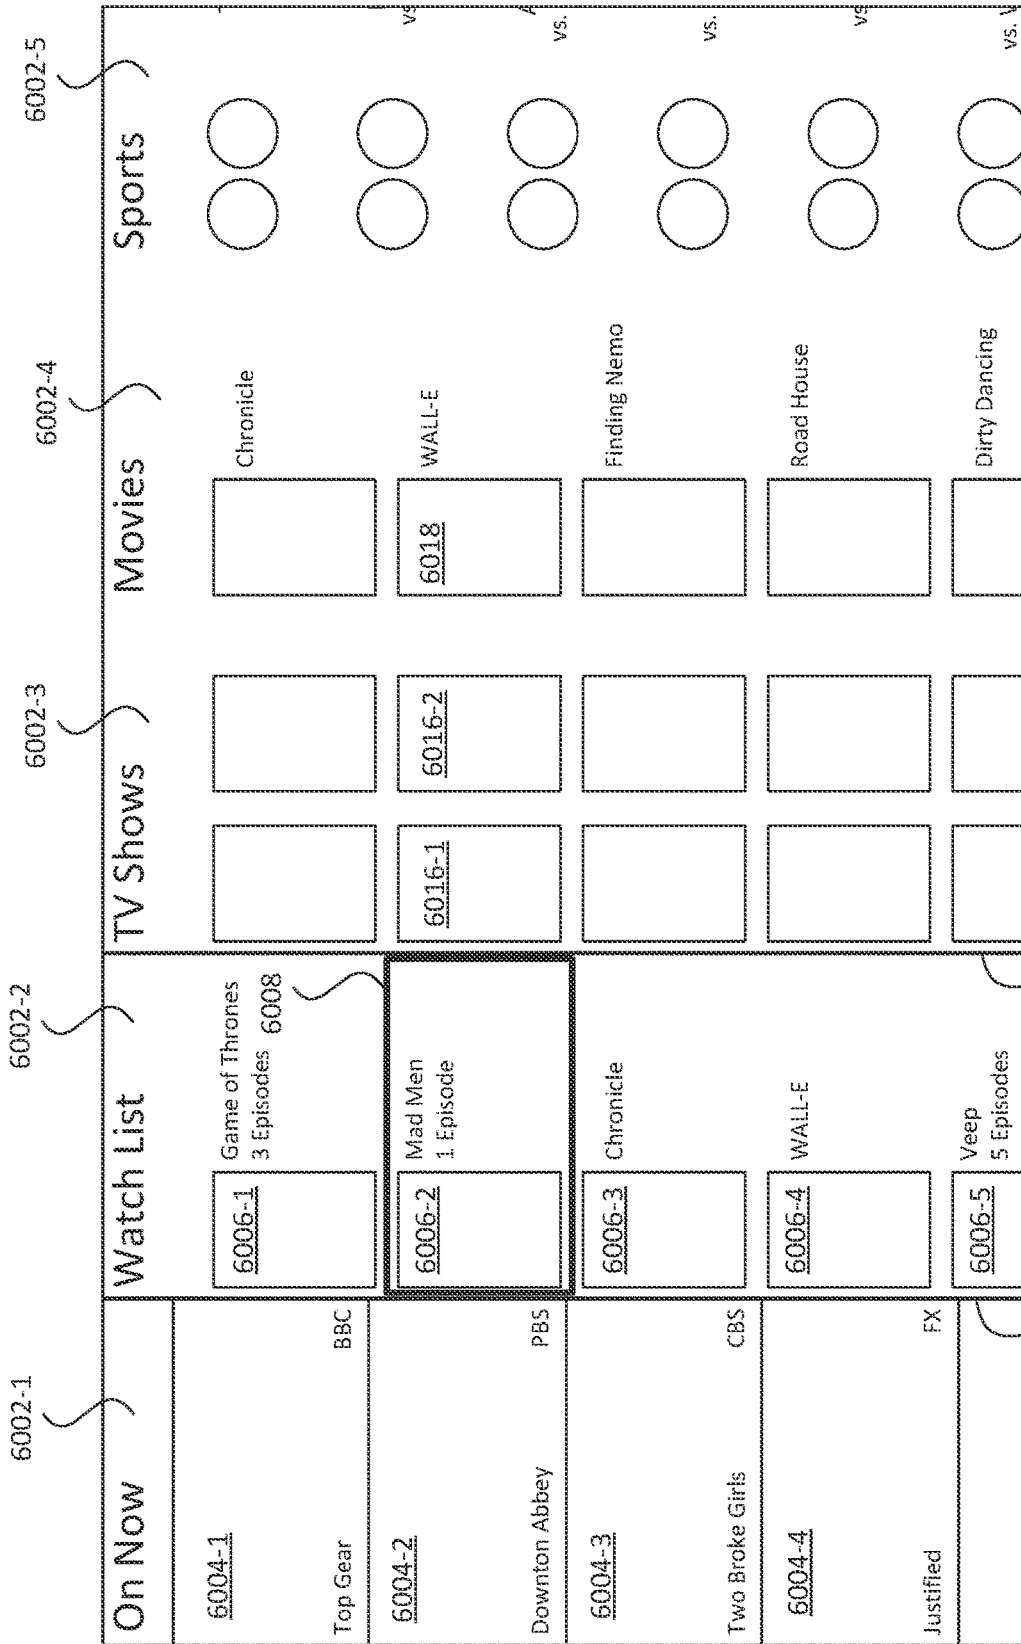 6002-1
6002-2
6002-3
6002-4
6002-5
On Now
Watch List
TV Shows
Movies
Sports
6004-1
Top Gear
BBC
6004-2
Downton Abbey
PBS
6004-3
Two Broke Girls
CBS
6004-4
Justified
FX
6006-1
Game of Thrones
3 Episodes
6008
6006-2
Mad Men
1 Episode
6006-3
Chronicle
6006-4
WALL-E
6006-5
Veep
5 Episodes
6016-1
6016-2
Chronicle
6018
WALL-E
Finding Nemo
Road House
Dirty Dancing
vs
vs.
vs.
vs
vs.